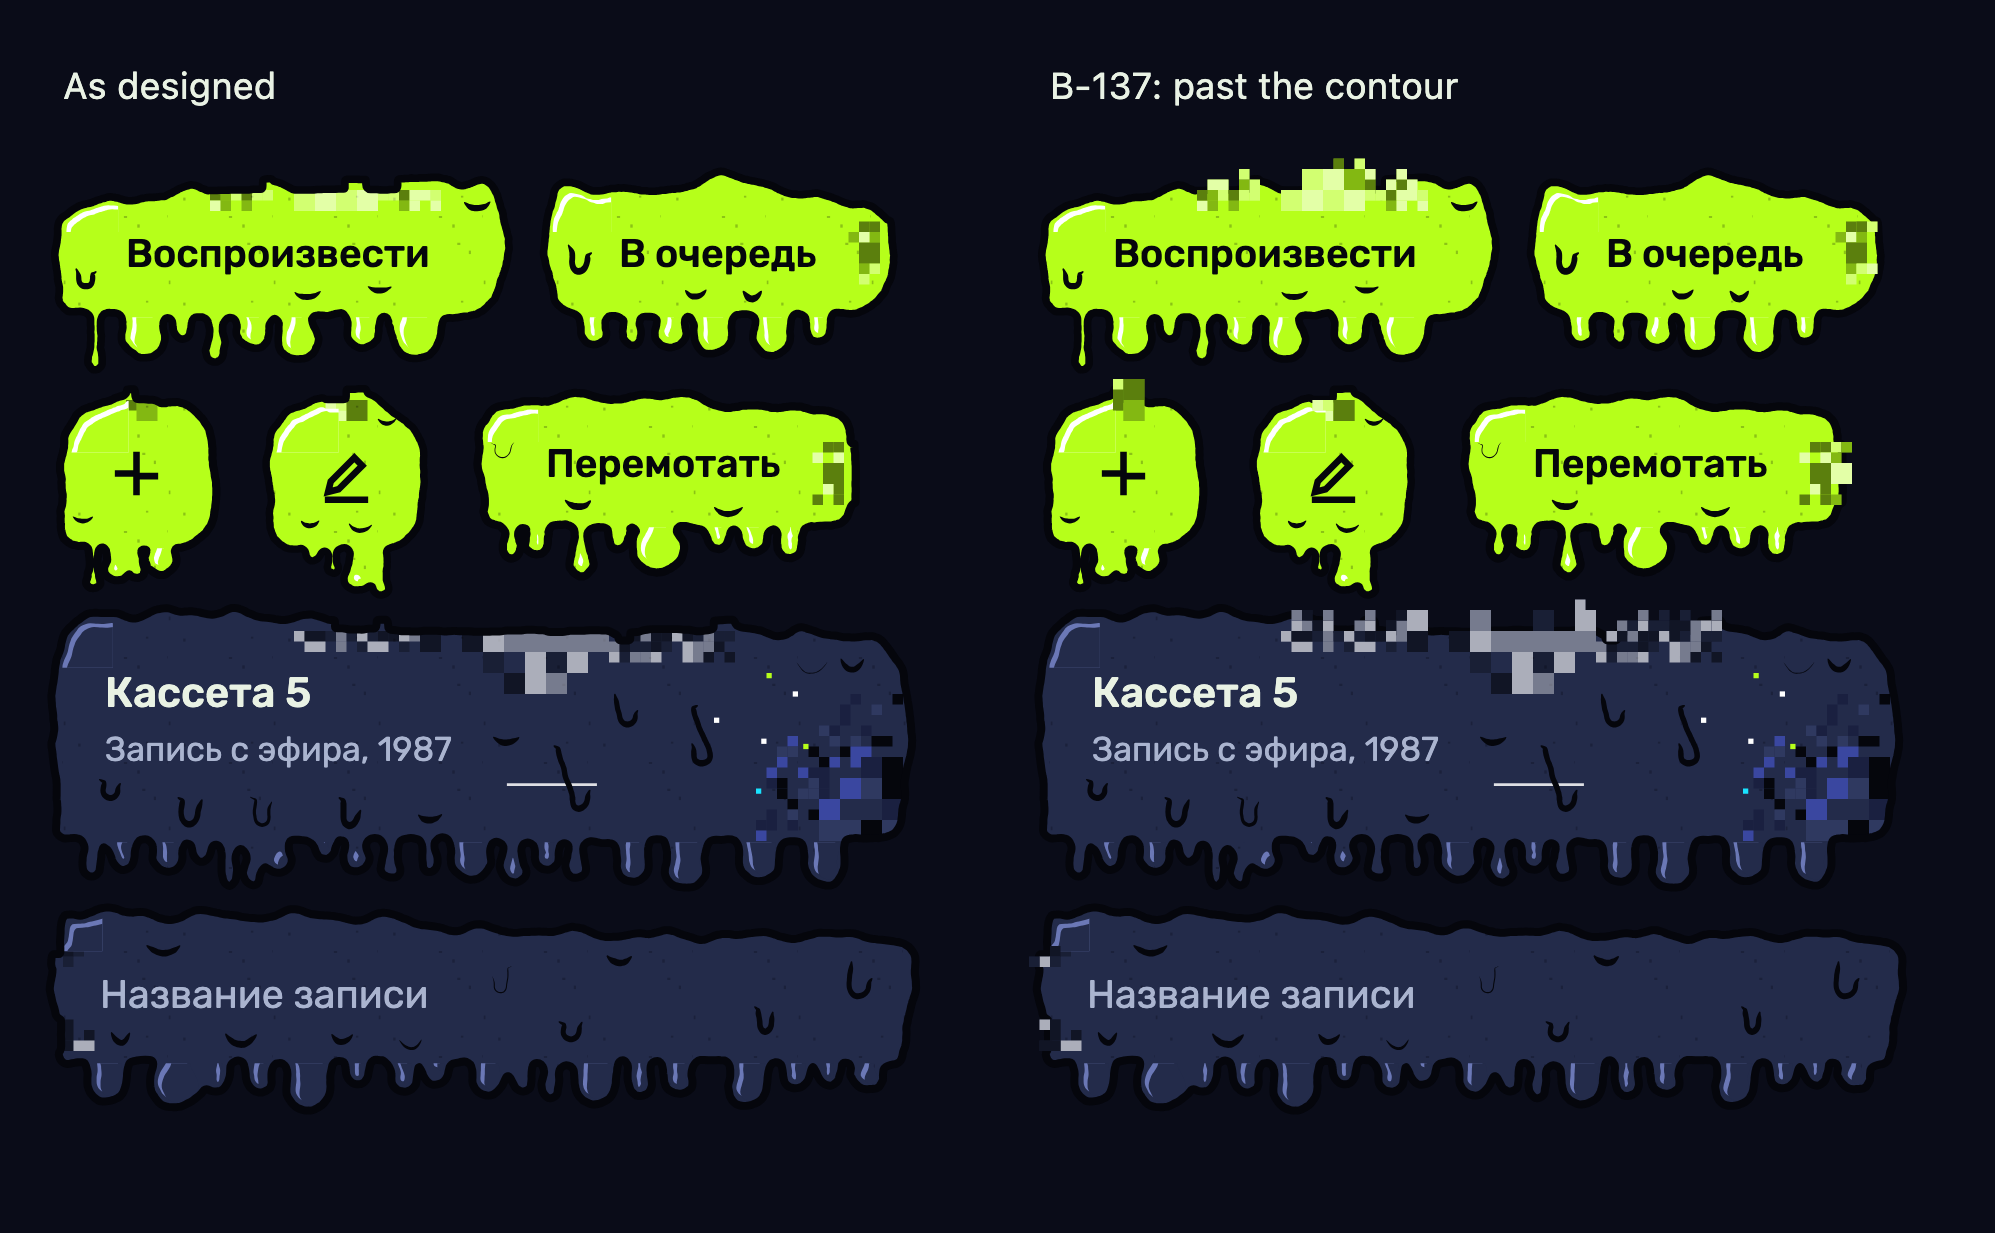 As designed
B-137: past the contour
Воспроизвести
В очередь
Воспроизвести
В очередь
Перемотать
Перемотать
Кассета 5
Запись с эфира, 1987
Кассета 5
Запись с эфира, 1987
Название записи
Название записи